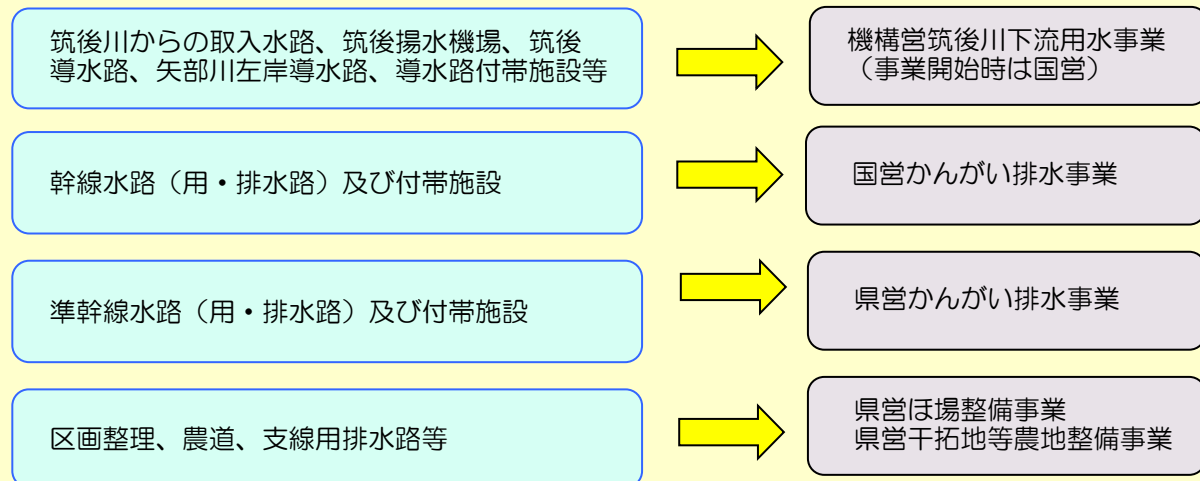 筑後川からの取入水路、筑後揚水機場、筑後
導水路、矢部川左岸導水路、導水路付帯施設等
機構営筑後川下流用水事業
（事業開始時は国営）
幹線水路（用・排水路）及び付帯施設
国営かんがい排水事業
準幹線水路（用・排水路）及び付帯施設
県営かんがい排水事業
区画整理、農道、支線用排水路等
県営ほ場整備事業
県営干拓地等農地整備事業